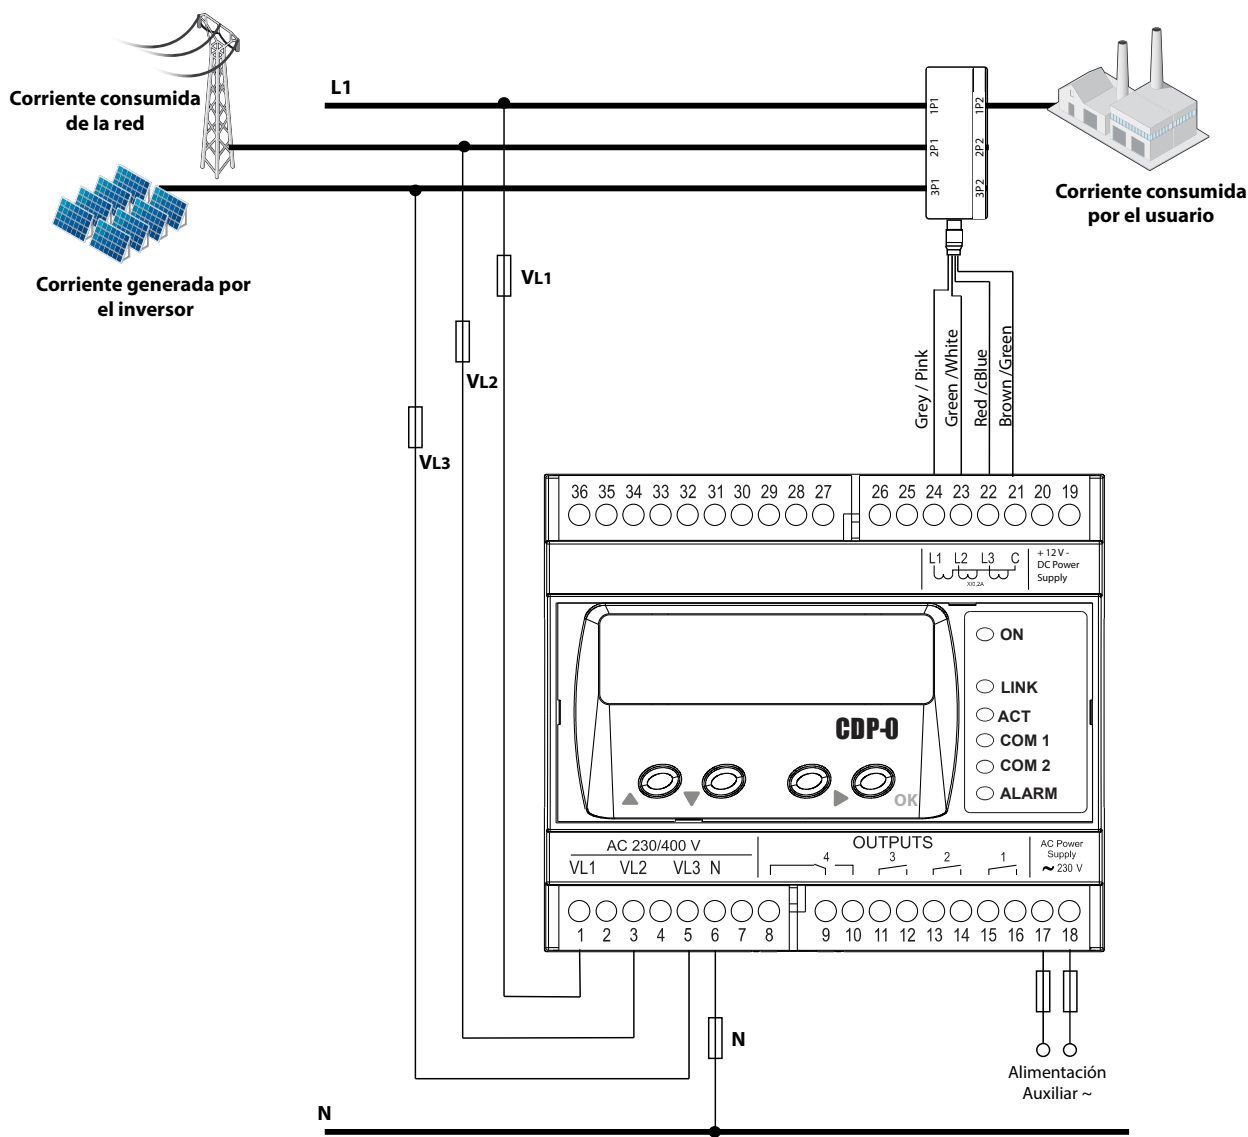 Corriente consumida
de la red
L1
1P1
1P2
2P1
2P2
3P1
3P2
Corriente consumida
por el usuario
Corriente generada por
el inversor
VL1
VL2
VL3
Grey / Pink
Green /White
Red /cBlue
Brown /Green
36 35 34 33 32 31 30 29 28 27 26 25 24 23 22 21 20 19
L1 L2 L3 C
X/0.2A
+ 12 V -
DC Power
Supply
ON
LINK
ACT
COM 1
COM 2
ALARM
CDP-0
OK
AC 230/400 V
VL1 VL2 VL3 N
OUTPUTS
4 3 2 1
AC Power
Supply
~ 230 V
1 2 3 4 5 6 7 8 9 10 11 12 13 14 15 16 17 18
N
Alimentación
Auxiliar ~
N